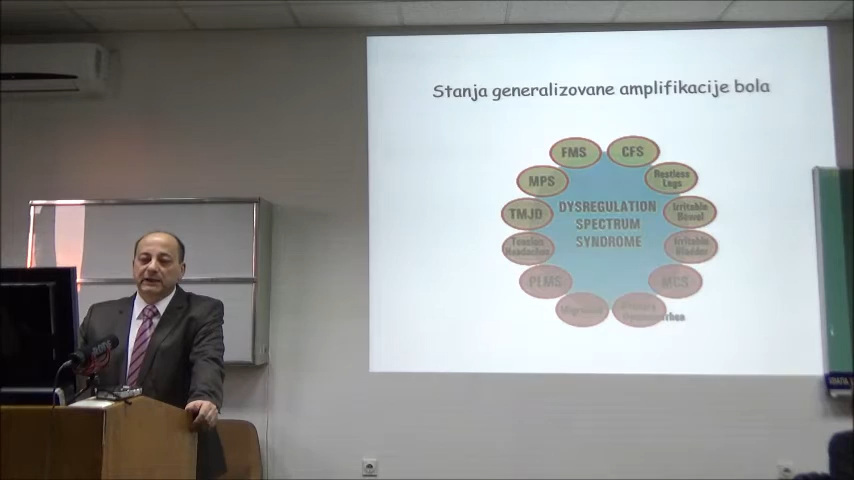 Stanja generalizovane amplifikacije bola
FMS
CFS
MPS
Restless
Legs
TMJD
DYSREGULATION
SPECTRUM
SYNDROME
Irritable
Bowel
Tension
Headaches
Irritable
Bladder
PLMS
MCS
Migraine
Primary
Dysmenorrhea